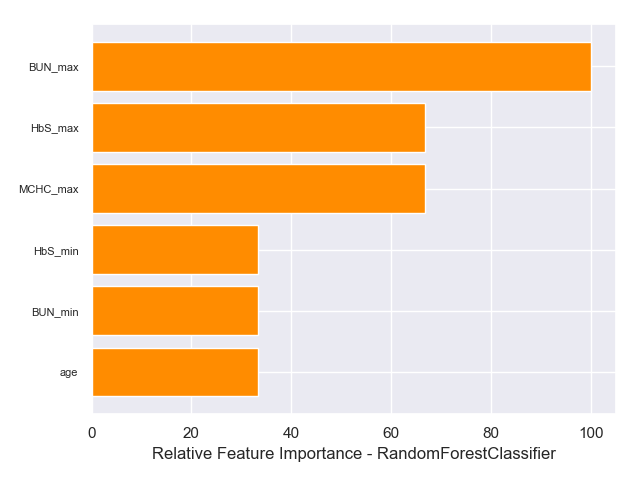 BUN_max
HbS_max
MCHC_max
HbS_min
BUN_min
age
0 20 40 60 80 100
Relative Feature Importance - RandomForestClassifier